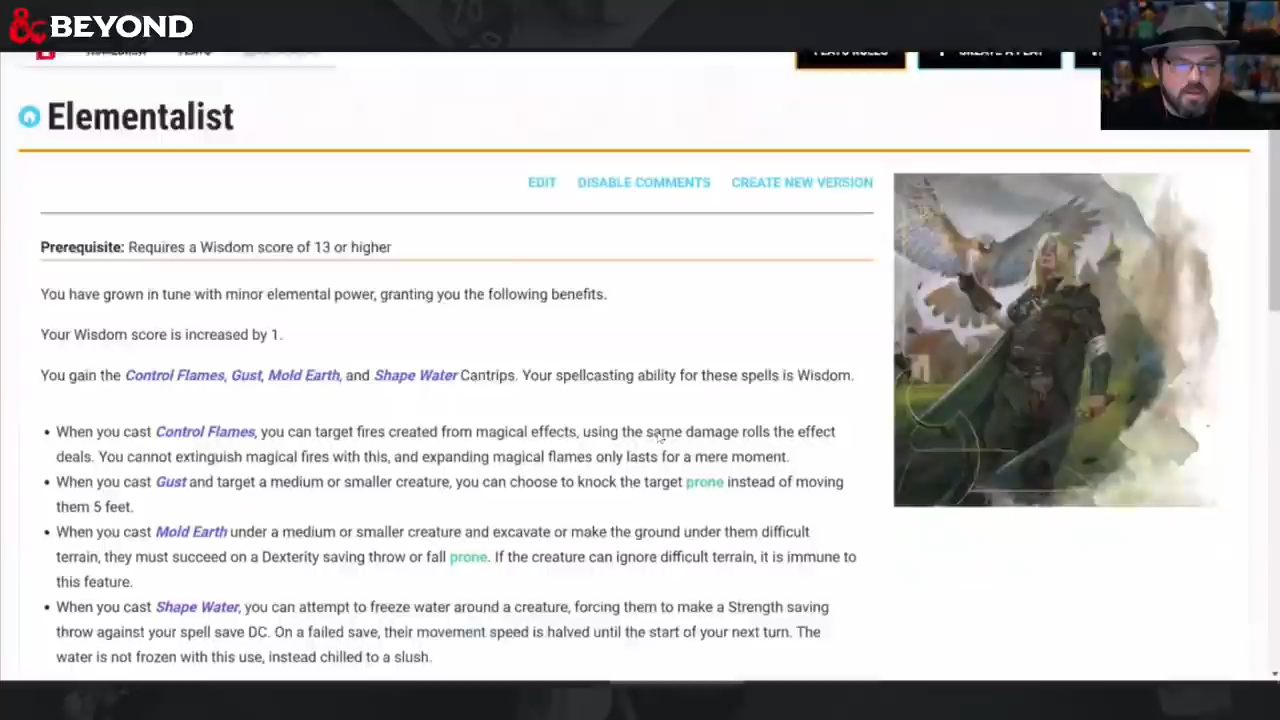 BEYOND
Elementalist
EDIT DISABLE COMMENTS CREATE NEW VERSION
Prerequisite: Requires a Wisdom score of 13 or higher
You have grown in tune with minor elemental power, granting you the following benefits.
Your Wisdom score is increased by 1.
You gain the Control Flames, Gust, Mold Earth, and Shape Water Cantrips. Your spellcasting ability for these spells is Wisdom.
• When you cast Control Flames, you can target fires created from magical effects, using the same damage rolls the effect
deals. You cannot extinguish magical fires with this, and expanding magical flames only lasts for a mere moment.
• When you cast Gust and target a medium or smaller creature, you can choose to knock the target prone instead of moving
them 5 feet.
• When you cast Mold Earth under a medium or smaller creature and excavate or make the ground under them difficult
terrain, they must succeed on a Dexterity saving throw or fall prone. If the creature can ignore difficult terrain, it is immune to
this feature.
• When you cast Shape Water, you can attempt to freeze water around a creature, forcing them to make a Strength saving
throw against your spell save DC. On a failed save, their movement speed is halved until the start of your next turn. The
water is not frozen with this use, instead chilled to a slush.